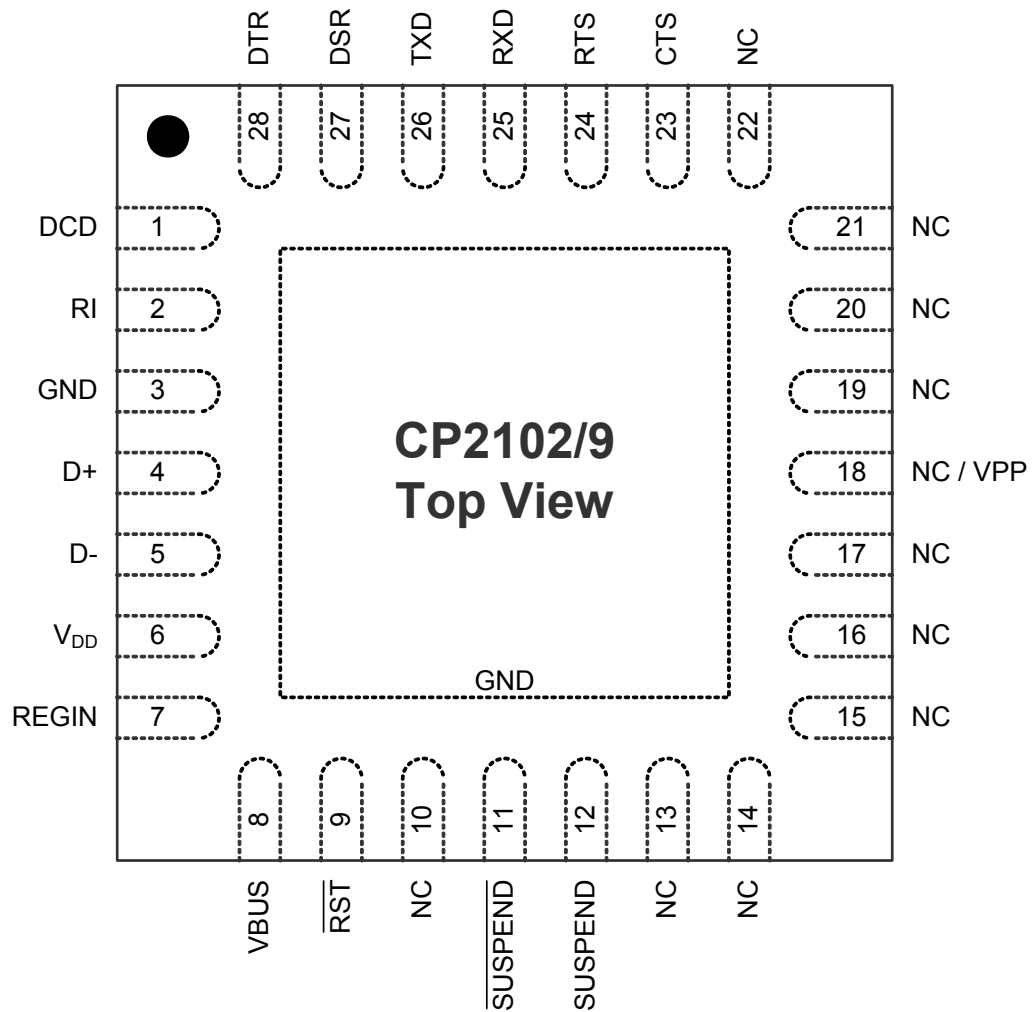 DTR
DSR
TXD
RXD
RTS
CTS
NC
28
27
26
25
24
23
22
DCD 1
RI 2
GND 3
D+ 4
D- 5
VDD 6
REGIN 7
21 NC
20 NC
19 NC
18 NC / VPP
17 NC
16 NC
15 NC
CP2102/9
Top View
GND
8
9
10
11
12
13
14
VBUS
RST
NC
SUSPEND
SUSPEND
NC
NC